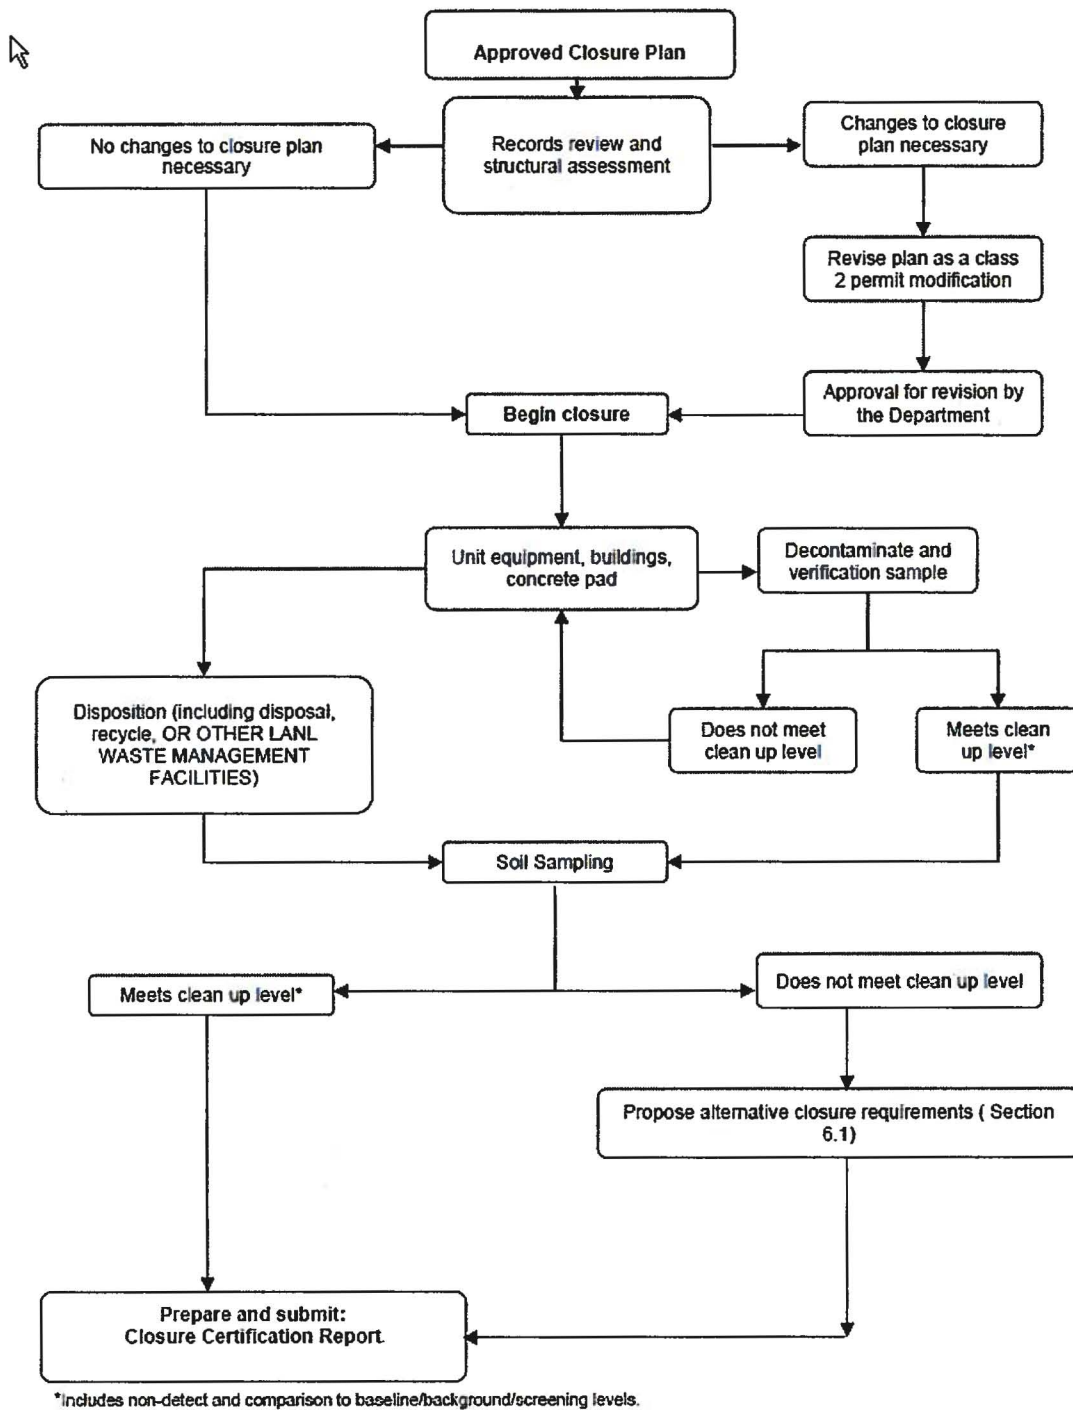 Approved Closure Plan
Records review and
structural assessment
No changes to closure plan
necessary
Changes to closure
plan necessary
Revise plan as a class
2 permit modification
Approval for revision by
the Department
Begin closure
Unit equipment, buildings,
concrete pad
Decontaminate and
verification sample
Does not meet
clean up level
Meets clean
up level*
Disposition (including disposal,
recycle, OR OTHER LANL
WASTE MANAGEMENT
FACILITIES)
Soil Sampling
Meets clean up level*
Does not meet clean up level
Propose alternative closure requirements ( Section
6.1)
Prepare and submit:
Closure Certification Report.
*Includes non-detect and comparison to baseline/background/screening levels.